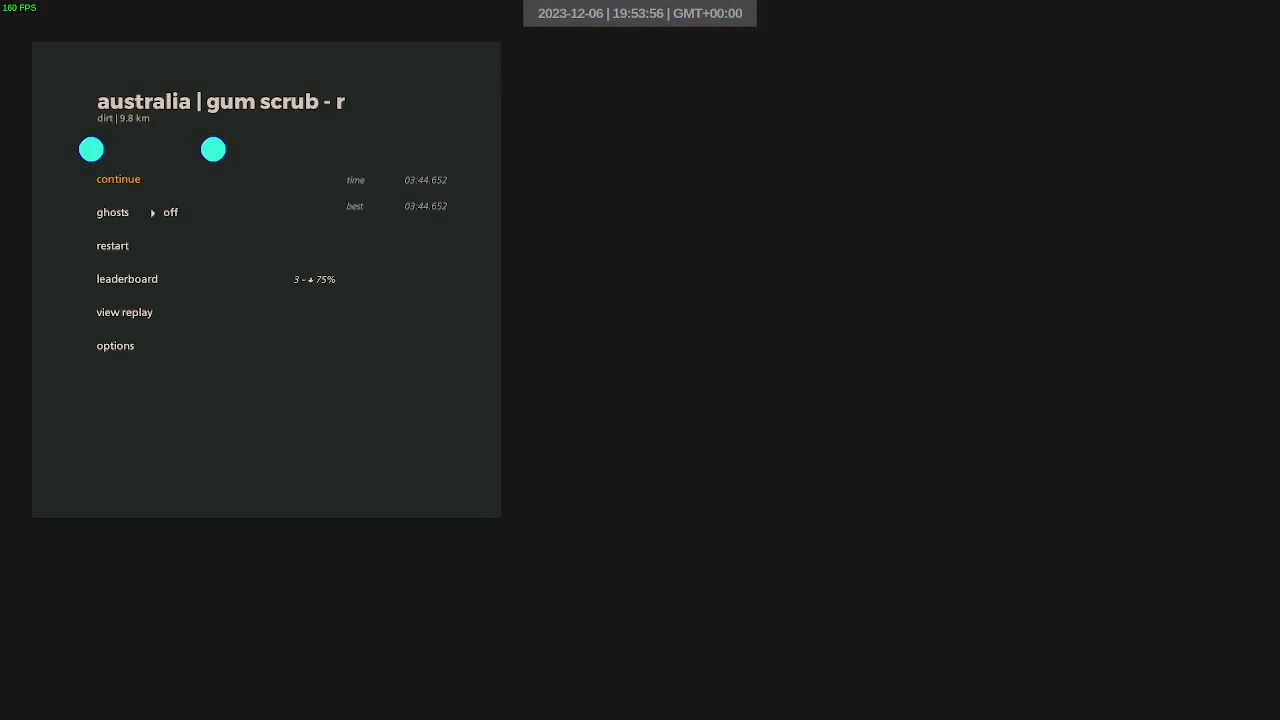 160 FPS
2023-12-06 | 19:53:56 | GMT+00:00
australia | gum scrub - r
dirt | 9.8 km
continue
time 03:44.652
ghosts off
best 03:44.652
restart
leaderboard 3 - 75%
view replay
options